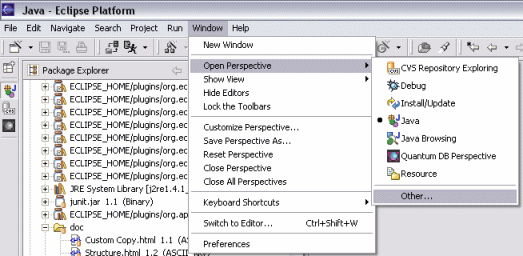 Java - Eclipse Platform
File Edit Navigate Search Project Run Window Help
New Window
Open Perspective
Show View
Hide Editors
Lock the Toolbars
Customize Perspective...
Save Perspective As...
Reset Perspective
Close Perspective
Close All Perspectives
Keyboard Shortcuts
Switch to Editor... Ctrl+Shift+W
Preferences
CVS Repository Exploring
Debug
Install/Update
Java
Java Browsing
Quantum DB Perspective
Resource
Other...
Package Explorer
ECLIPSE_HOME/plugins/org.ec
ECLIPSE_HOME/plugins/org.ec
ECLIPSE_HOME/plugins/org.ec
ECLIPSE_HOME/plugins/org.ec
ECLIPSE_HOME/plugins/org.ec
ECLIPSE_HOME/plugins/org.ec
ECLIPSE_HOME/plugins/org.ec
ECLIPSE_HOME/plugins/org.ec
JRE System Library [j2re1.4.1_
junit.jar 1.1 (Binary)
ECLIPSE_HOME/plugins/org.ap
doc
Custom Copy.html 1.1 (AS
Structure.html 1.2 (ASCII